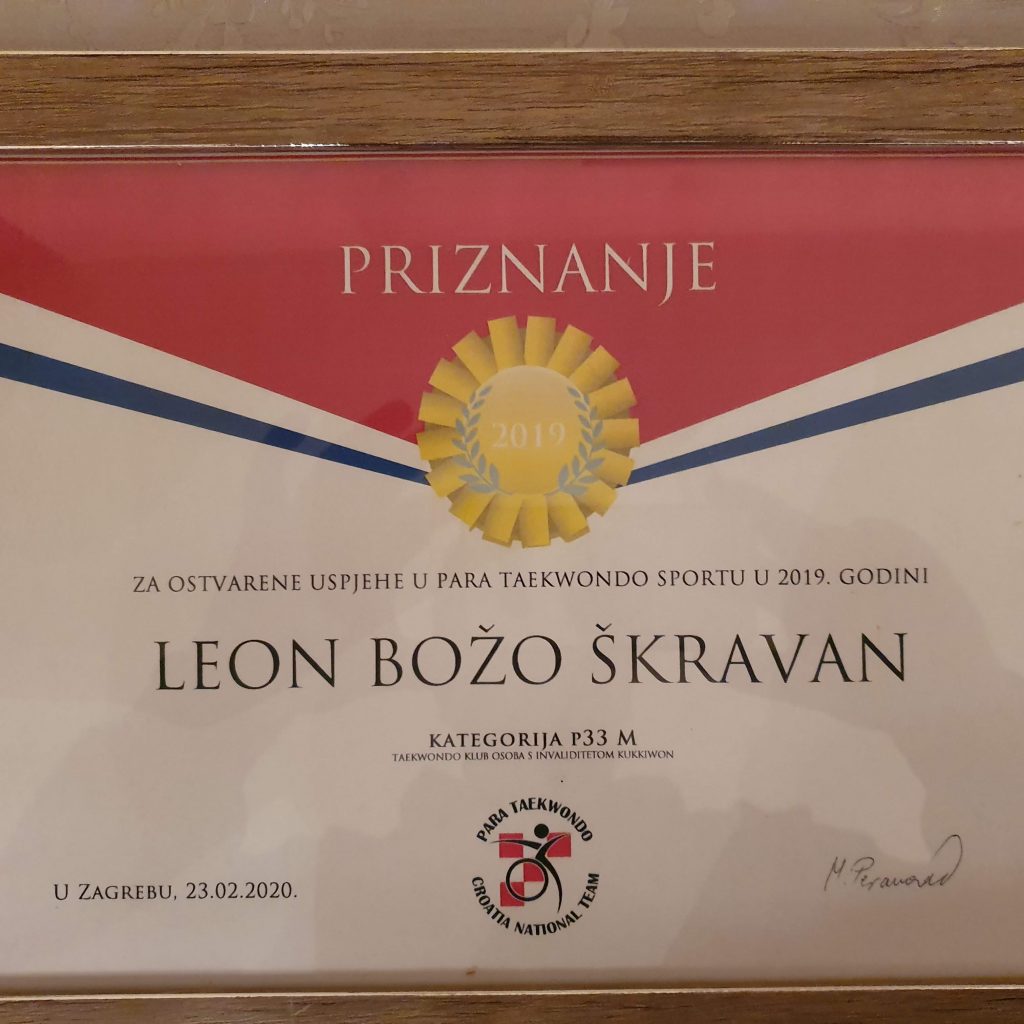 PRIZNANJE
2019
ZA OSTVARENE USPJEHE U PARA TAEKWONDO SPORTU U 2019. GODINI
LEON BOŽO ŠKRAVAN
KATEGORIJA P33 M
TAEKWONDO KLUB OSOBA S INVALIDITETOM KUKKIWON
PARA TAEKWONDO
CROATIA NATIONAL TEAM
U ZAGREBU, 23.02.2020.